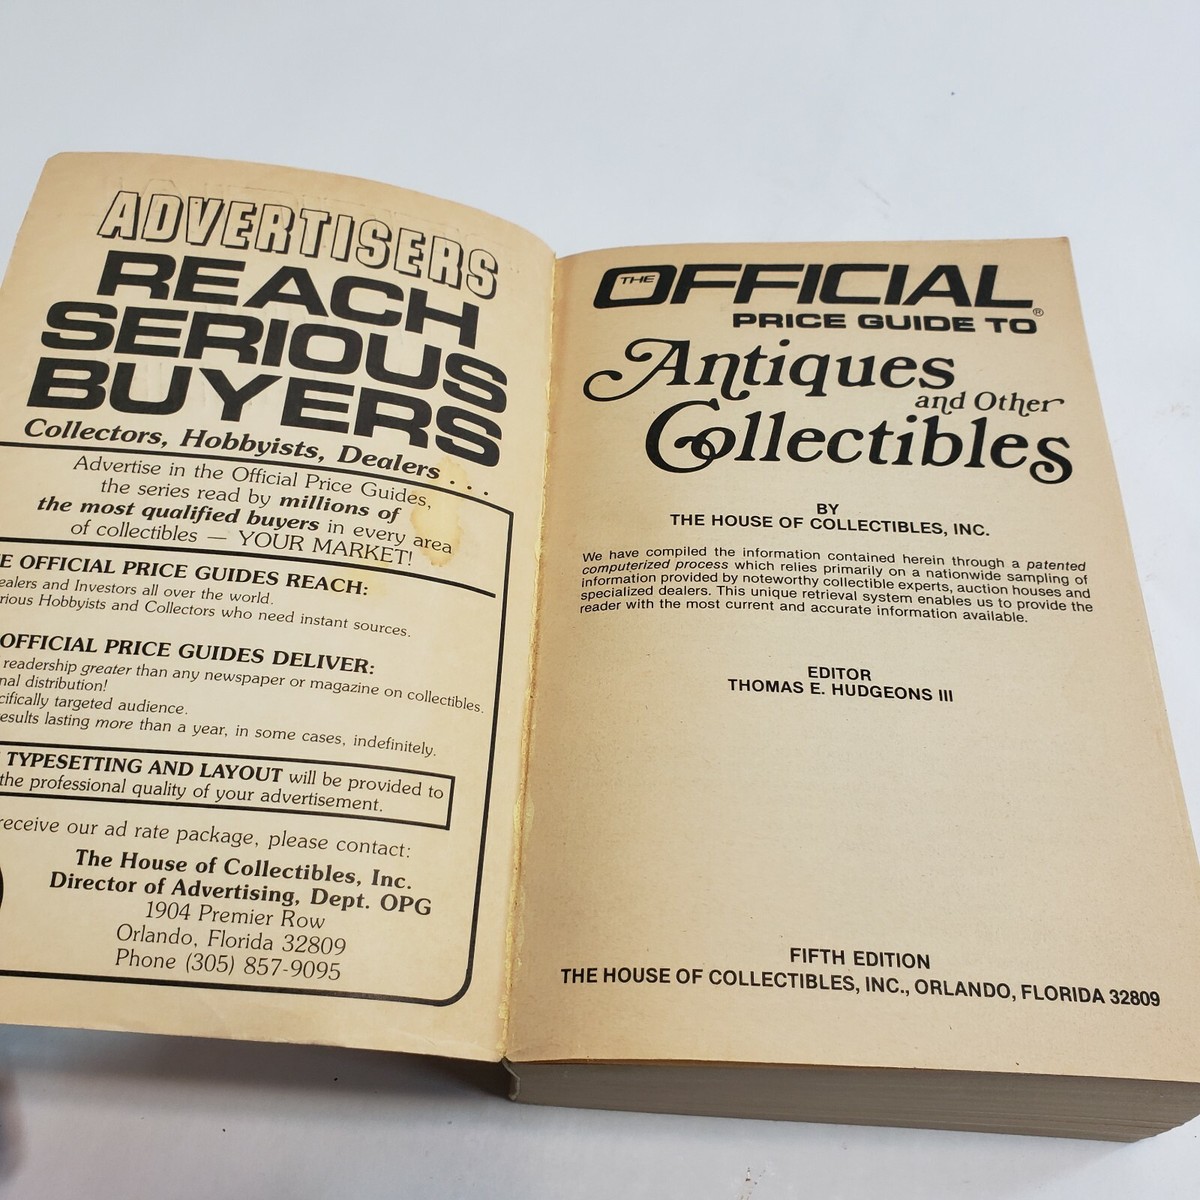 ADVERTISERS
REACH
SERIOUS
BUYERS
Collectors, Hobbyists, Dealers . . .
Advertise in the Official Price Guides,
the series read by millions of
the most qualified buyers in every area
of collectibles — YOUR MARKET!
OFFICIAL PRICE GUIDES REACH:
and Investors all over the world.
Hobbyists and Collectors who need instant sources.
OFFICIAL PRICE GUIDES DELIVER:
readership greater than any newspaper or magazine on collectibles.
distribution!
targeted audience.
lasting more than a year, in some cases, indefinitely.
TYPESETTING AND LAYOUT will be provided to
the professional quality of your advertisement.
receive our ad rate package, please contact:
The House of Collectibles, Inc.
Director of Advertising, Dept. OPG
1904 Premier Row
Orlando, Florida 32809
Phone (305) 857-9095
THE OFFICIAL®
PRICE GUIDE TO
Antiques
and Other
Collectibles
BY
THE HOUSE OF COLLECTIBLES, INC.
We have compiled the information contained herein through a patented
computerized process which relies primarily on a nationwide sampling of
information provided by noteworthy collectible experts, auction houses and
specialized dealers. This unique retrieval system enables us to provide the
reader with the most current and accurate information available.
EDITOR
THOMAS E. HUDGEONS III
FIFTH EDITION
THE HOUSE OF COLLECTIBLES, INC., ORLANDO, FLORIDA 32809